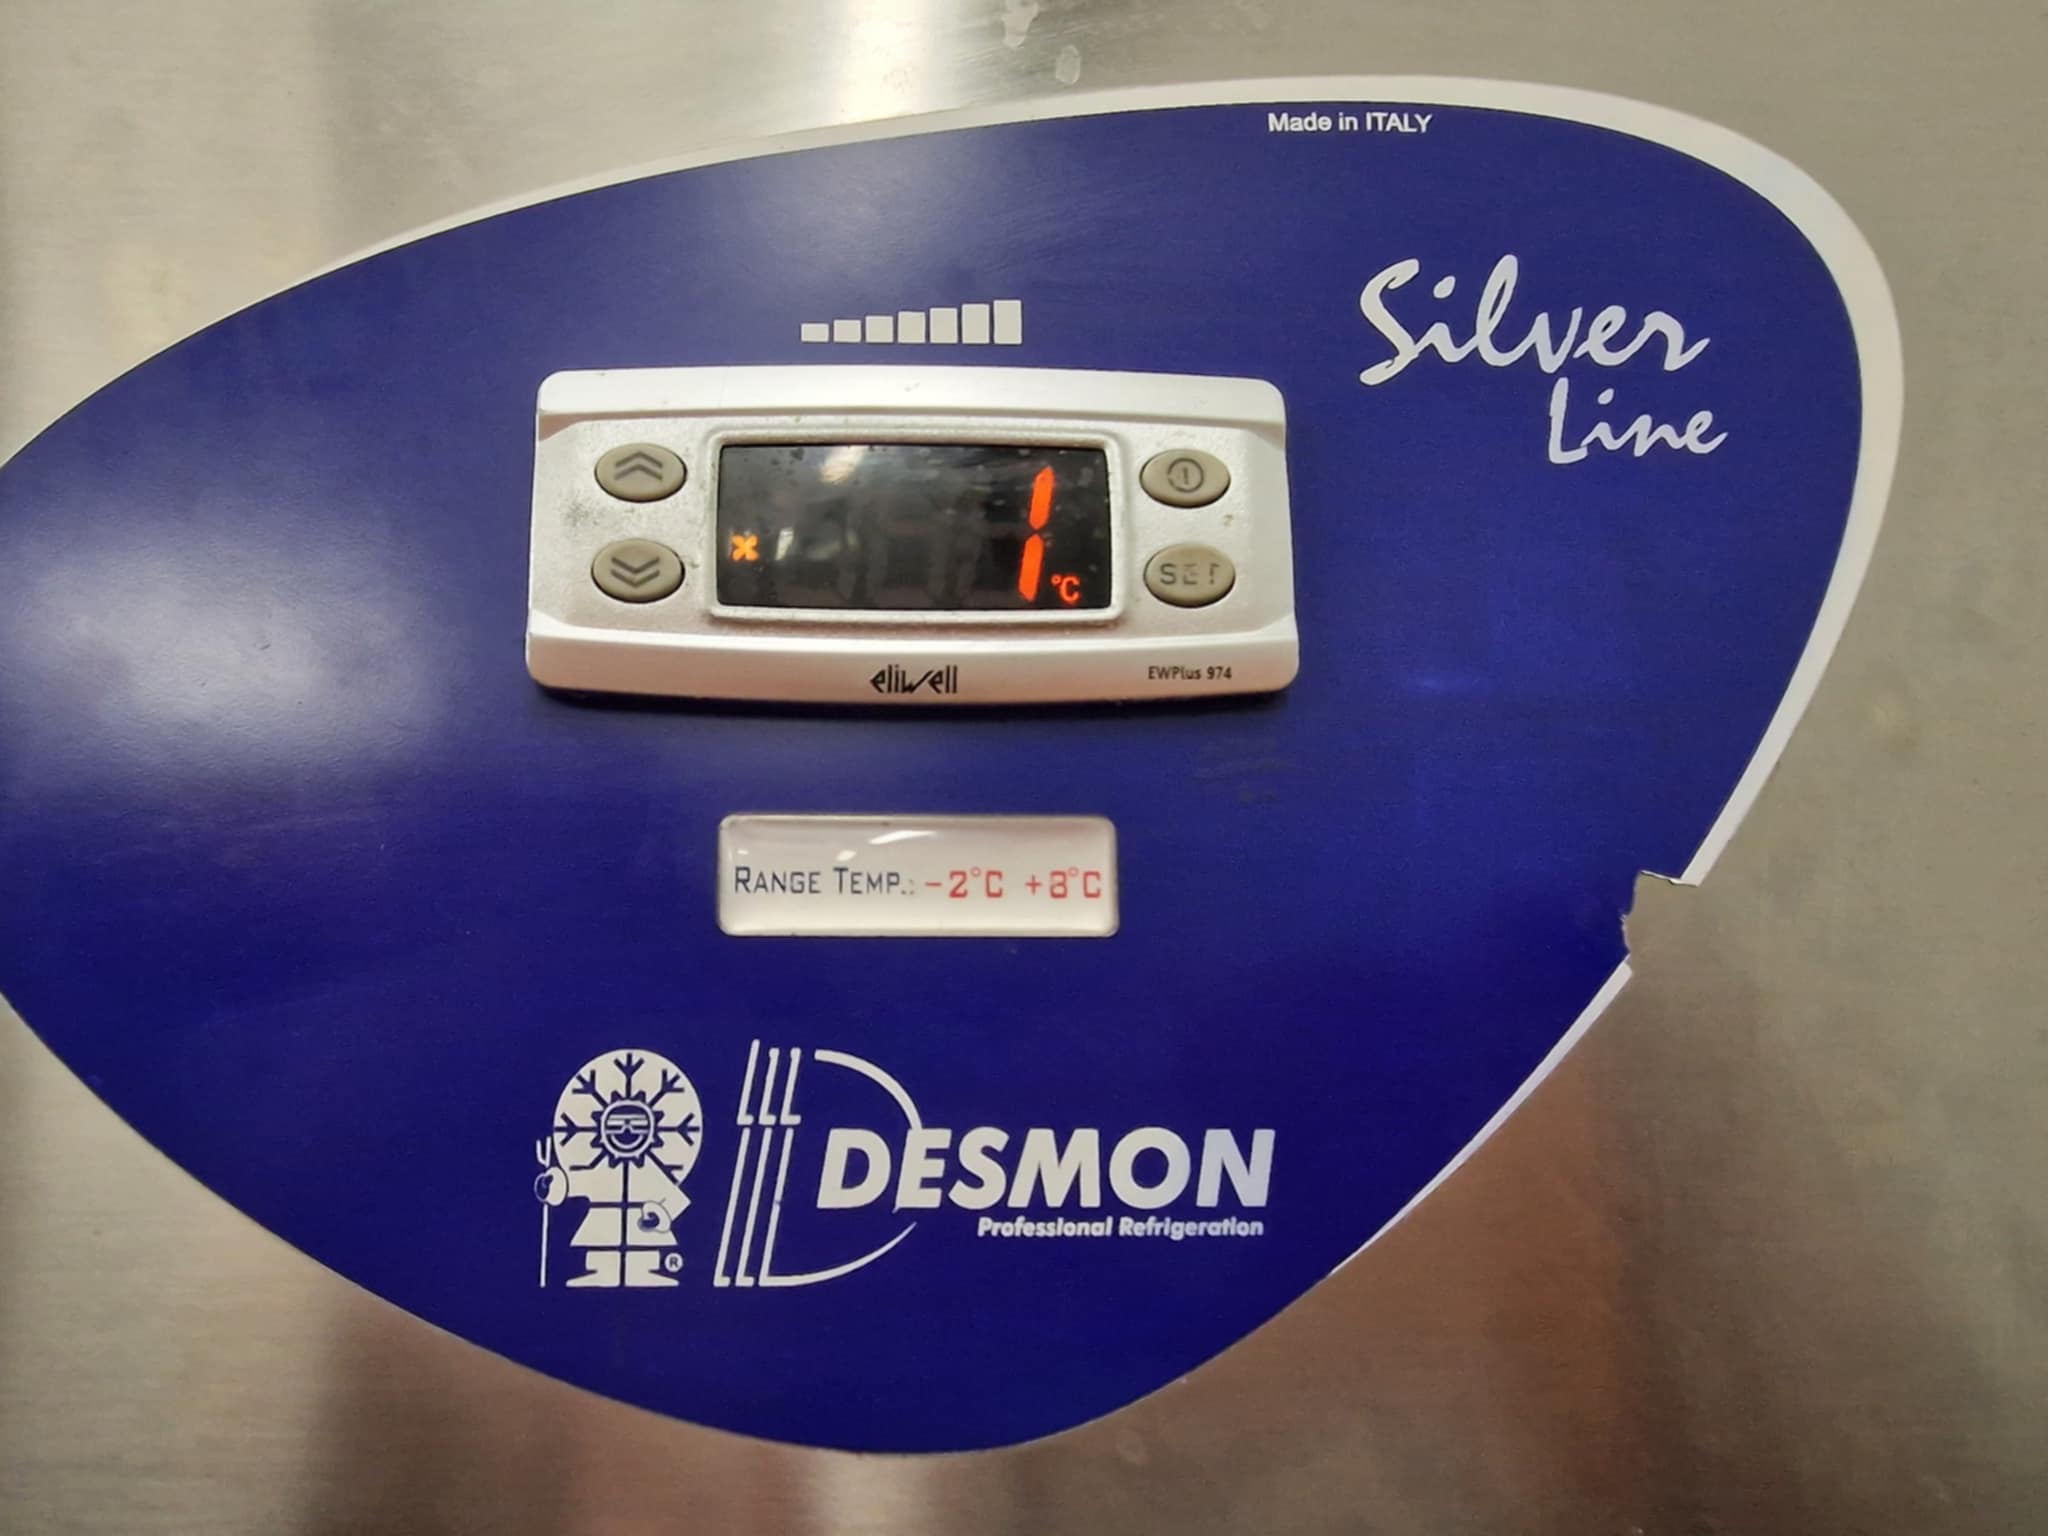 Made in ITALY
Silver
Line
1 °C
SET
eliwell
EWPlus 974
RANGE TEMP.: -2°C +8°C
DESMON
Professional Refrigeration
®